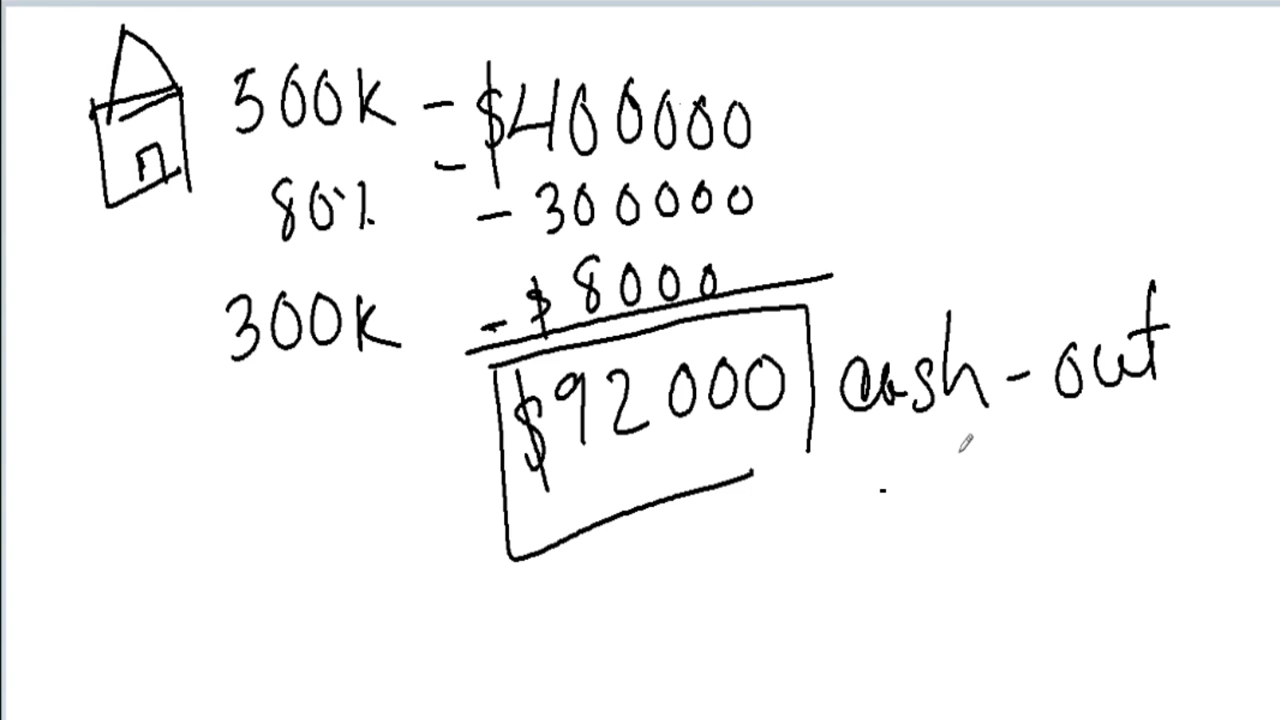 500K = $400000
80% - 300000
300K - $8000
$92000 cash-out